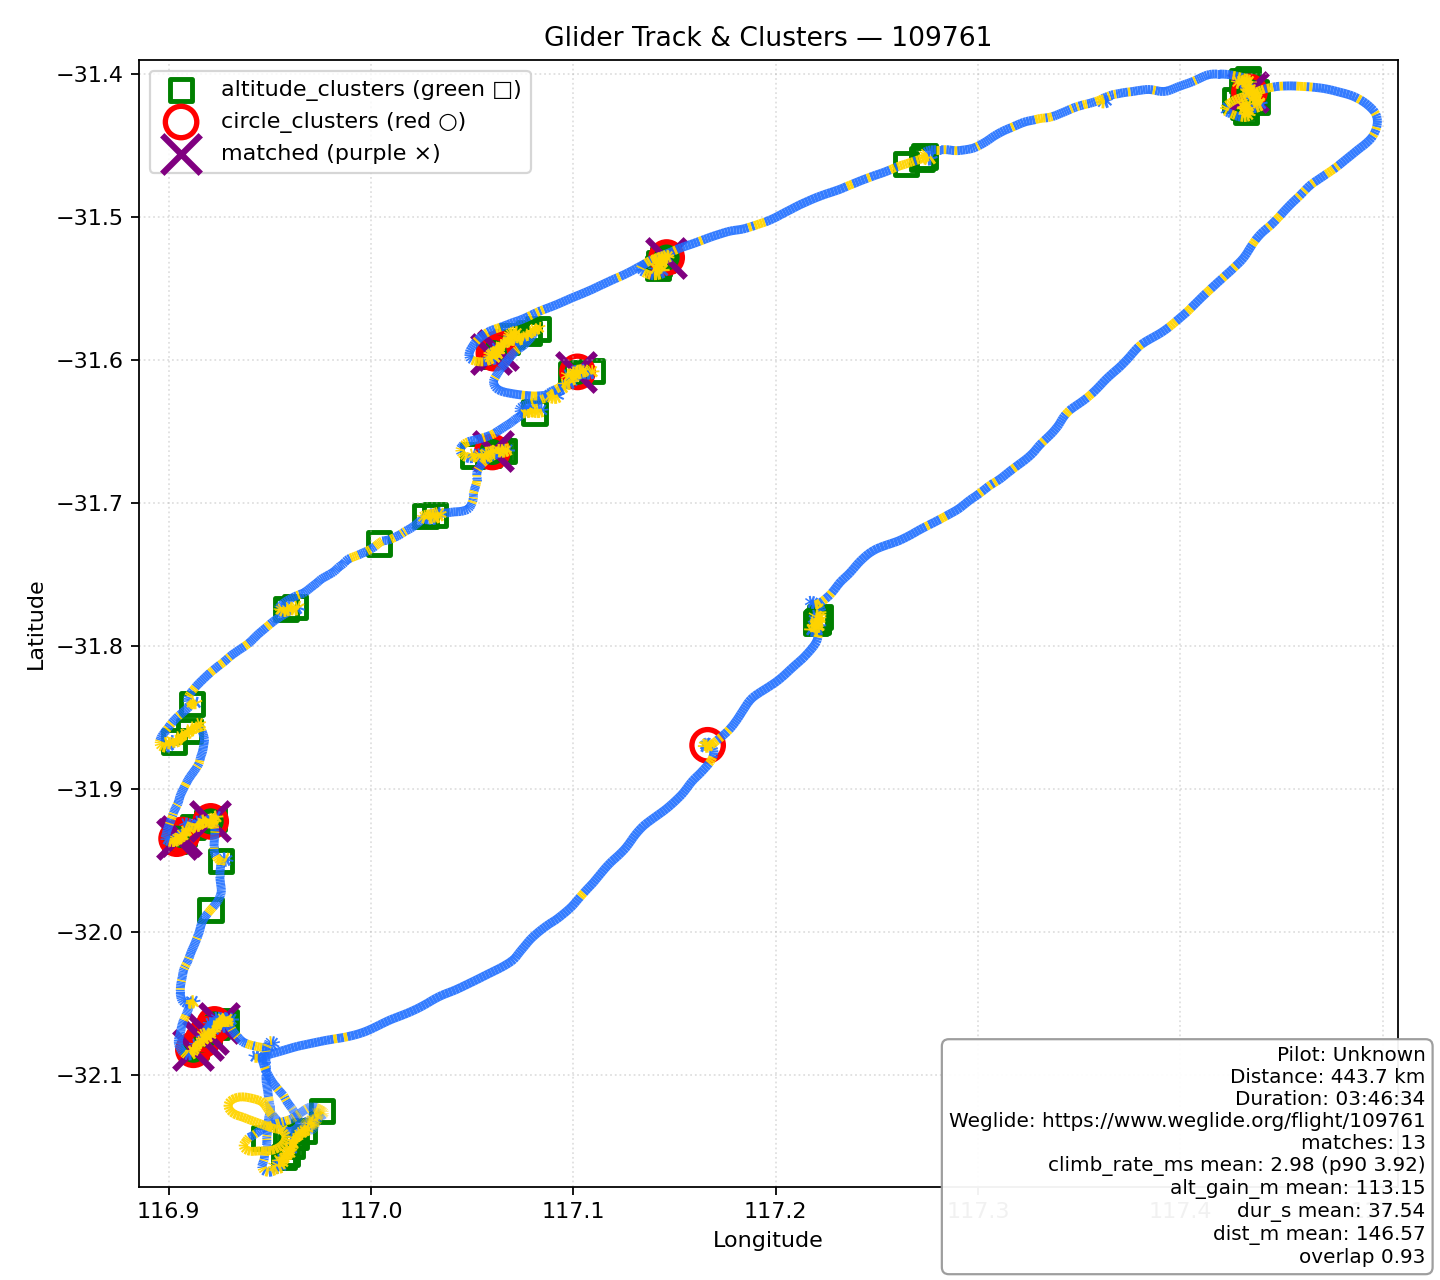 Glider Track & Clusters — 109761
altitude_clusters (green □)
circle_clusters (red ○)
matched (purple ×)
Latitude
−31.4
−31.5
−31.6
−31.7
−31.8
−31.9
−32.0
−32.1
116.9
117.0
117.1
117.2
117.3
117.4
Longitude
Pilot: Unknown
Distance: 443.7 km
Duration: 03:46:34
Weglide: https://www.weglide.org/flight/109761
matches: 13
climb_rate_ms mean: 2.98 (p90 3.92)
alt_gain_m mean: 113.15
dur_s mean: 37.54
dist_m mean: 146.57
overlap 0.93